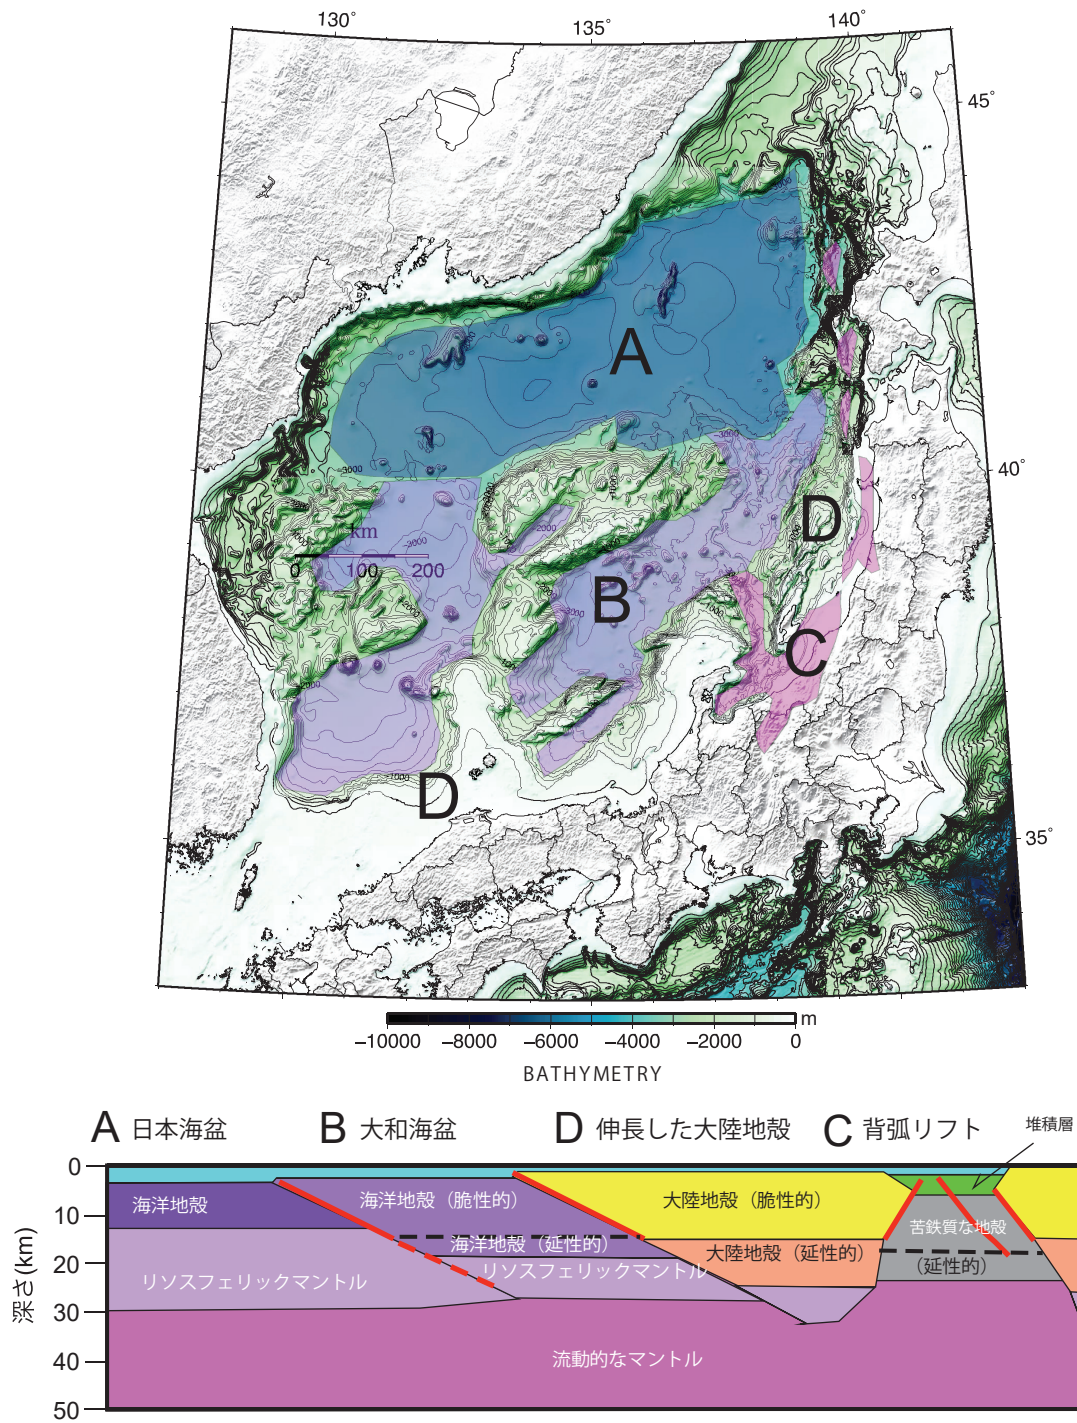 130°
135°
140°
45°
-3000
A
-3000
40°
-3000
D
-2000
km
-3000
0
100
200
B
-3000
C
-2000
-1000
D
35°
m
−10000
−8000
−6000
−4000
−2000
0
BATHYMETRY
A 日本海盆
B 大和海盆
D 伸長した大陸地殻
C 背弧リフト
堆積層
0
10
20
30
40
50
深さ(km)
海洋地殻
海洋地殻（脆性的）
大陸地殻（脆性的）
苦鉄質な地殻
海洋地殻（延性的）
大陸地殻（延性的）
（延性的）
リソスフェリックマントル
リソスフェリックマントル
流動的なマントル